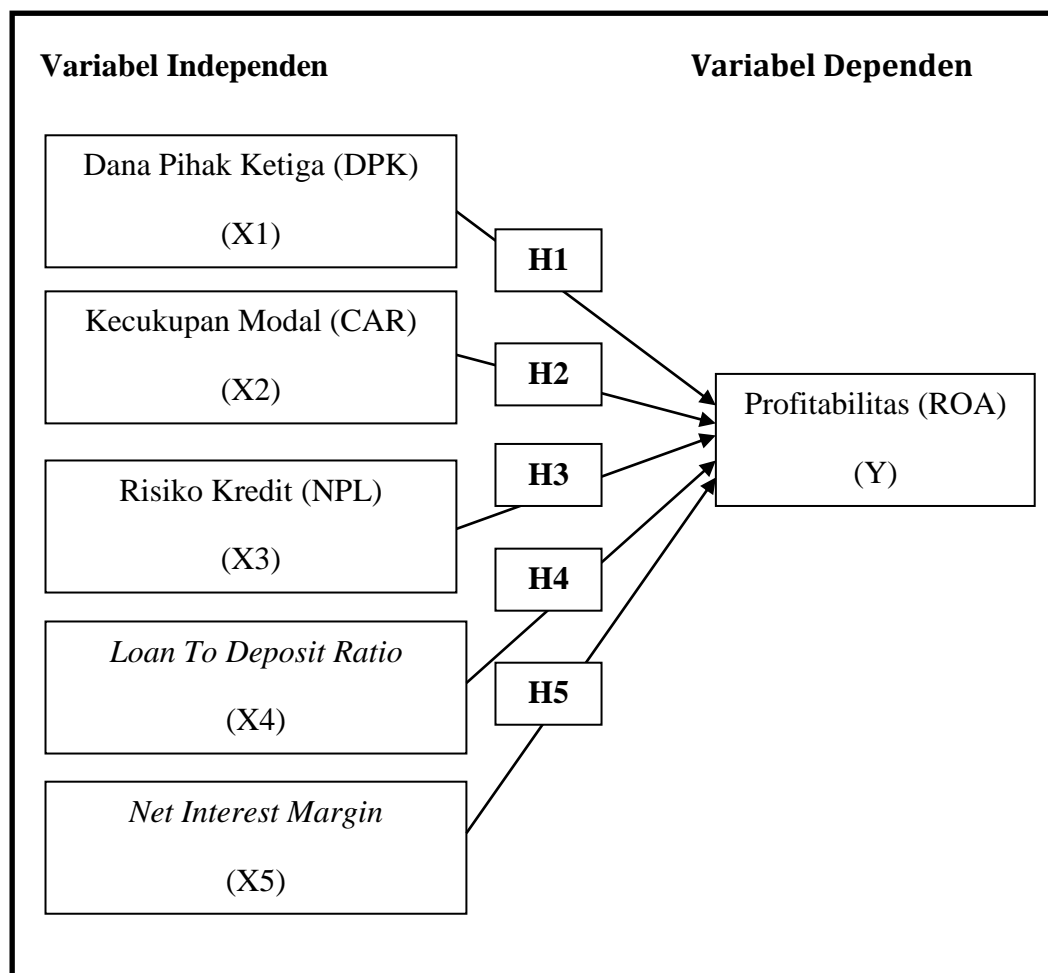 Variabel Independen
Variabel Dependen
Dana Pihak Ketiga (DPK)
(X1)
H1
Kecukupan Modal (CAR)
(X2)
H2
Profitabilitas (ROA)
(Y)
Risiko Kredit (NPL)
(X3)
H3
Loan To Deposit Ratio
(X4)
H4
Net Interest Margin
(X5)
H5